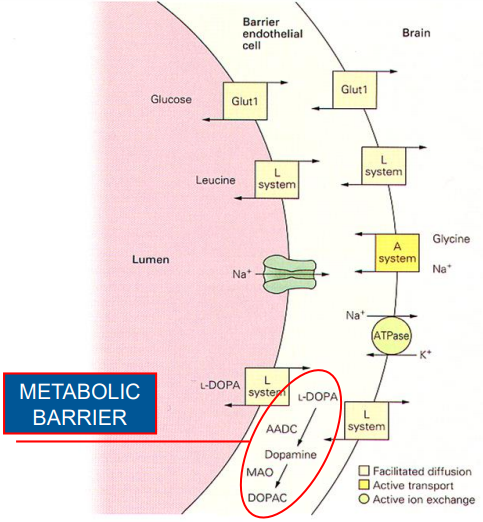 Barrier
endothelial
cell
Brain
Glucose
Glut1
Glut1
Leucine
L
system
L
system
Lumen
Na+
A
system
Glycine
Na+
Na+
ATPase
K+
METABOLIC
BARRIER
L-DOPA
L
system
L-DOPA
AADC
Dopamine
MAO
DOPAC
L
system
Facilitated diffusion
Active transport
Active ion exchange